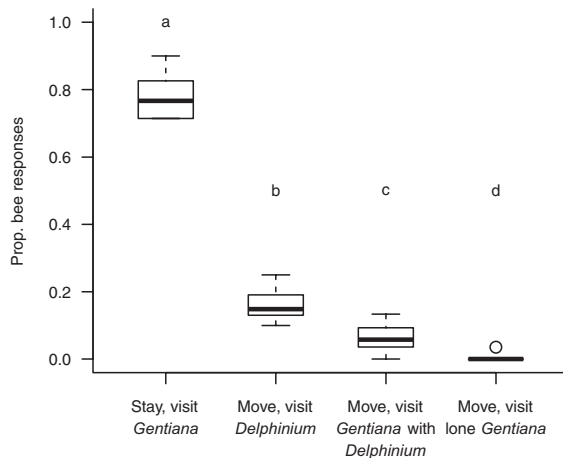 1.0
0.8
0.6
0.4
0.2
0.0
Prop. bee responses
a
b
c
d
Stay, visit
Gentiana
Move, visit
Delphinium
Move, visit
Gentiana with
Delphinium
Move, visit
lone Gentiana